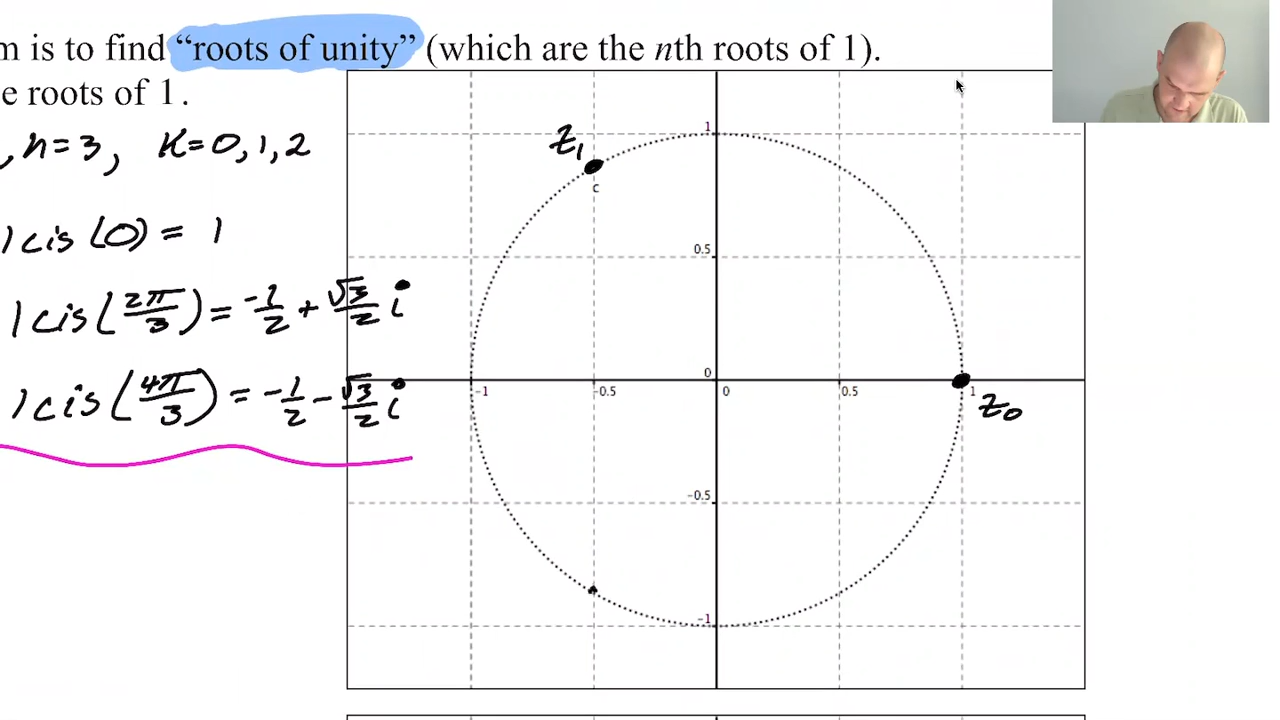 m is to find “roots of unity” (which are the nth roots of 1).
e roots of 1.
, n=3, K=0,1,2
1 cis (0) = 1
1 cis (2π/3) = -1/2 + √3/2 i
1 cis (4π/3) = -1/2 - √3/2 i
z₁
c
1
0.5
0
-1 -0.5 0 0.5 1
z₀
-0.5
-1